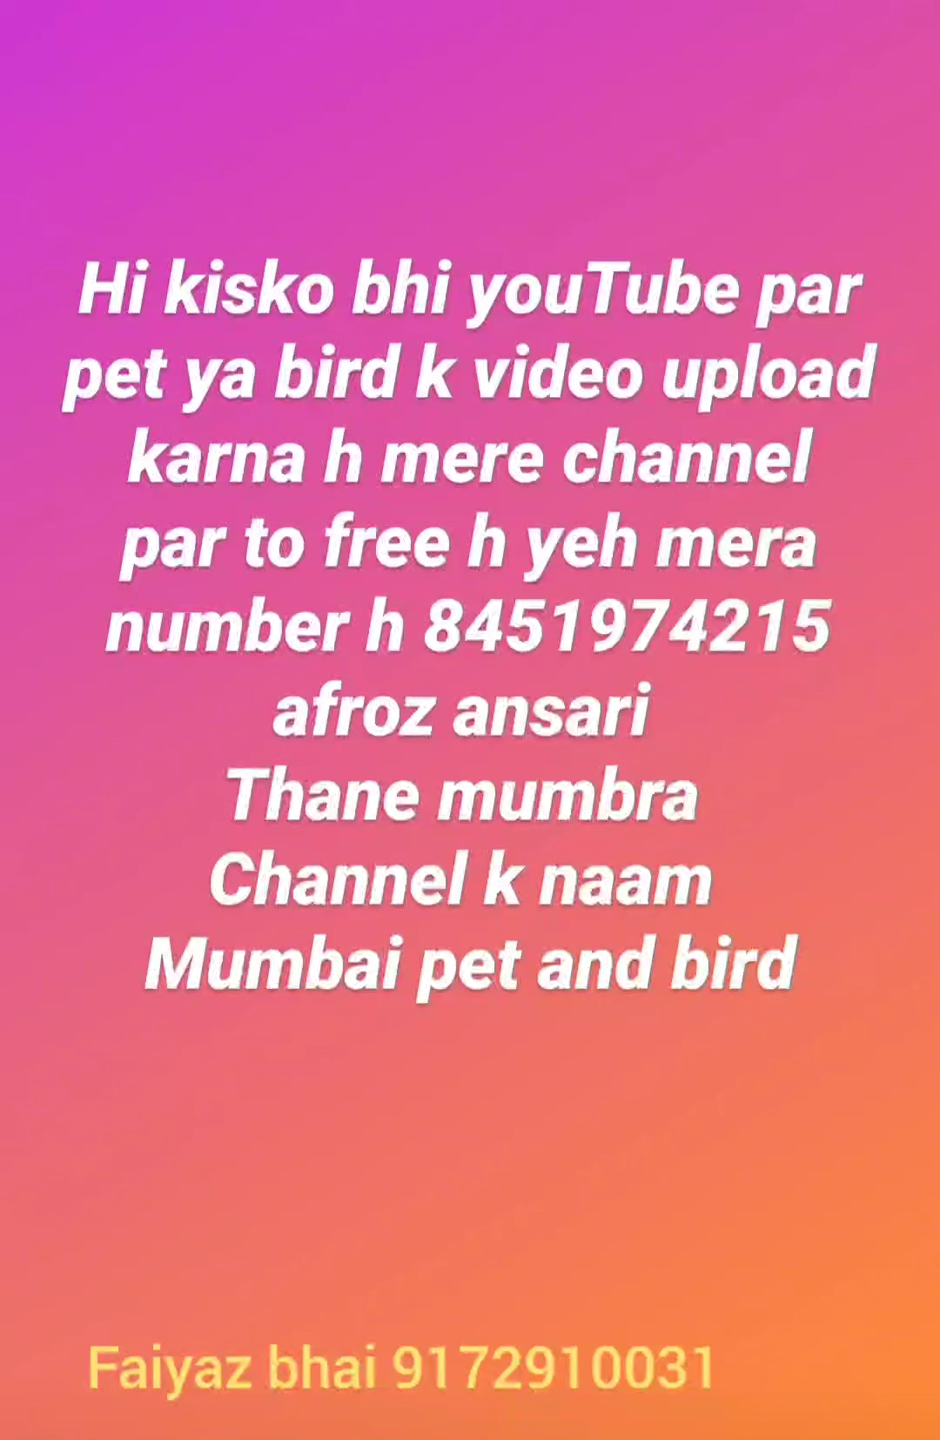 Hi kisko bhi youTube par
pet ya bird k video upload
karna h mere channel
par to free h yeh mera
number h 8451974215
afroz ansari
Thane mumbra
Channel k naam
Mumbai pet and bird
Faiyaz bhai 9172910031